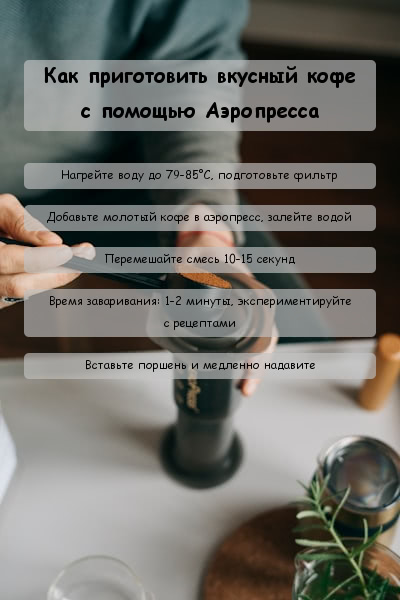 Как приготовить вкусный кофе
с помощью Аэропресса
Нагрейте воду до 79-85°C, подготовьте фильтр
Добавьте молотый кофе в аэропресс, залейте водой
Перемешайте смесь 10-15 секунд
Время заваривания: 1-2 минуты, экспериментируйте
с рецептами
Вставьте поршень и медленно надавите